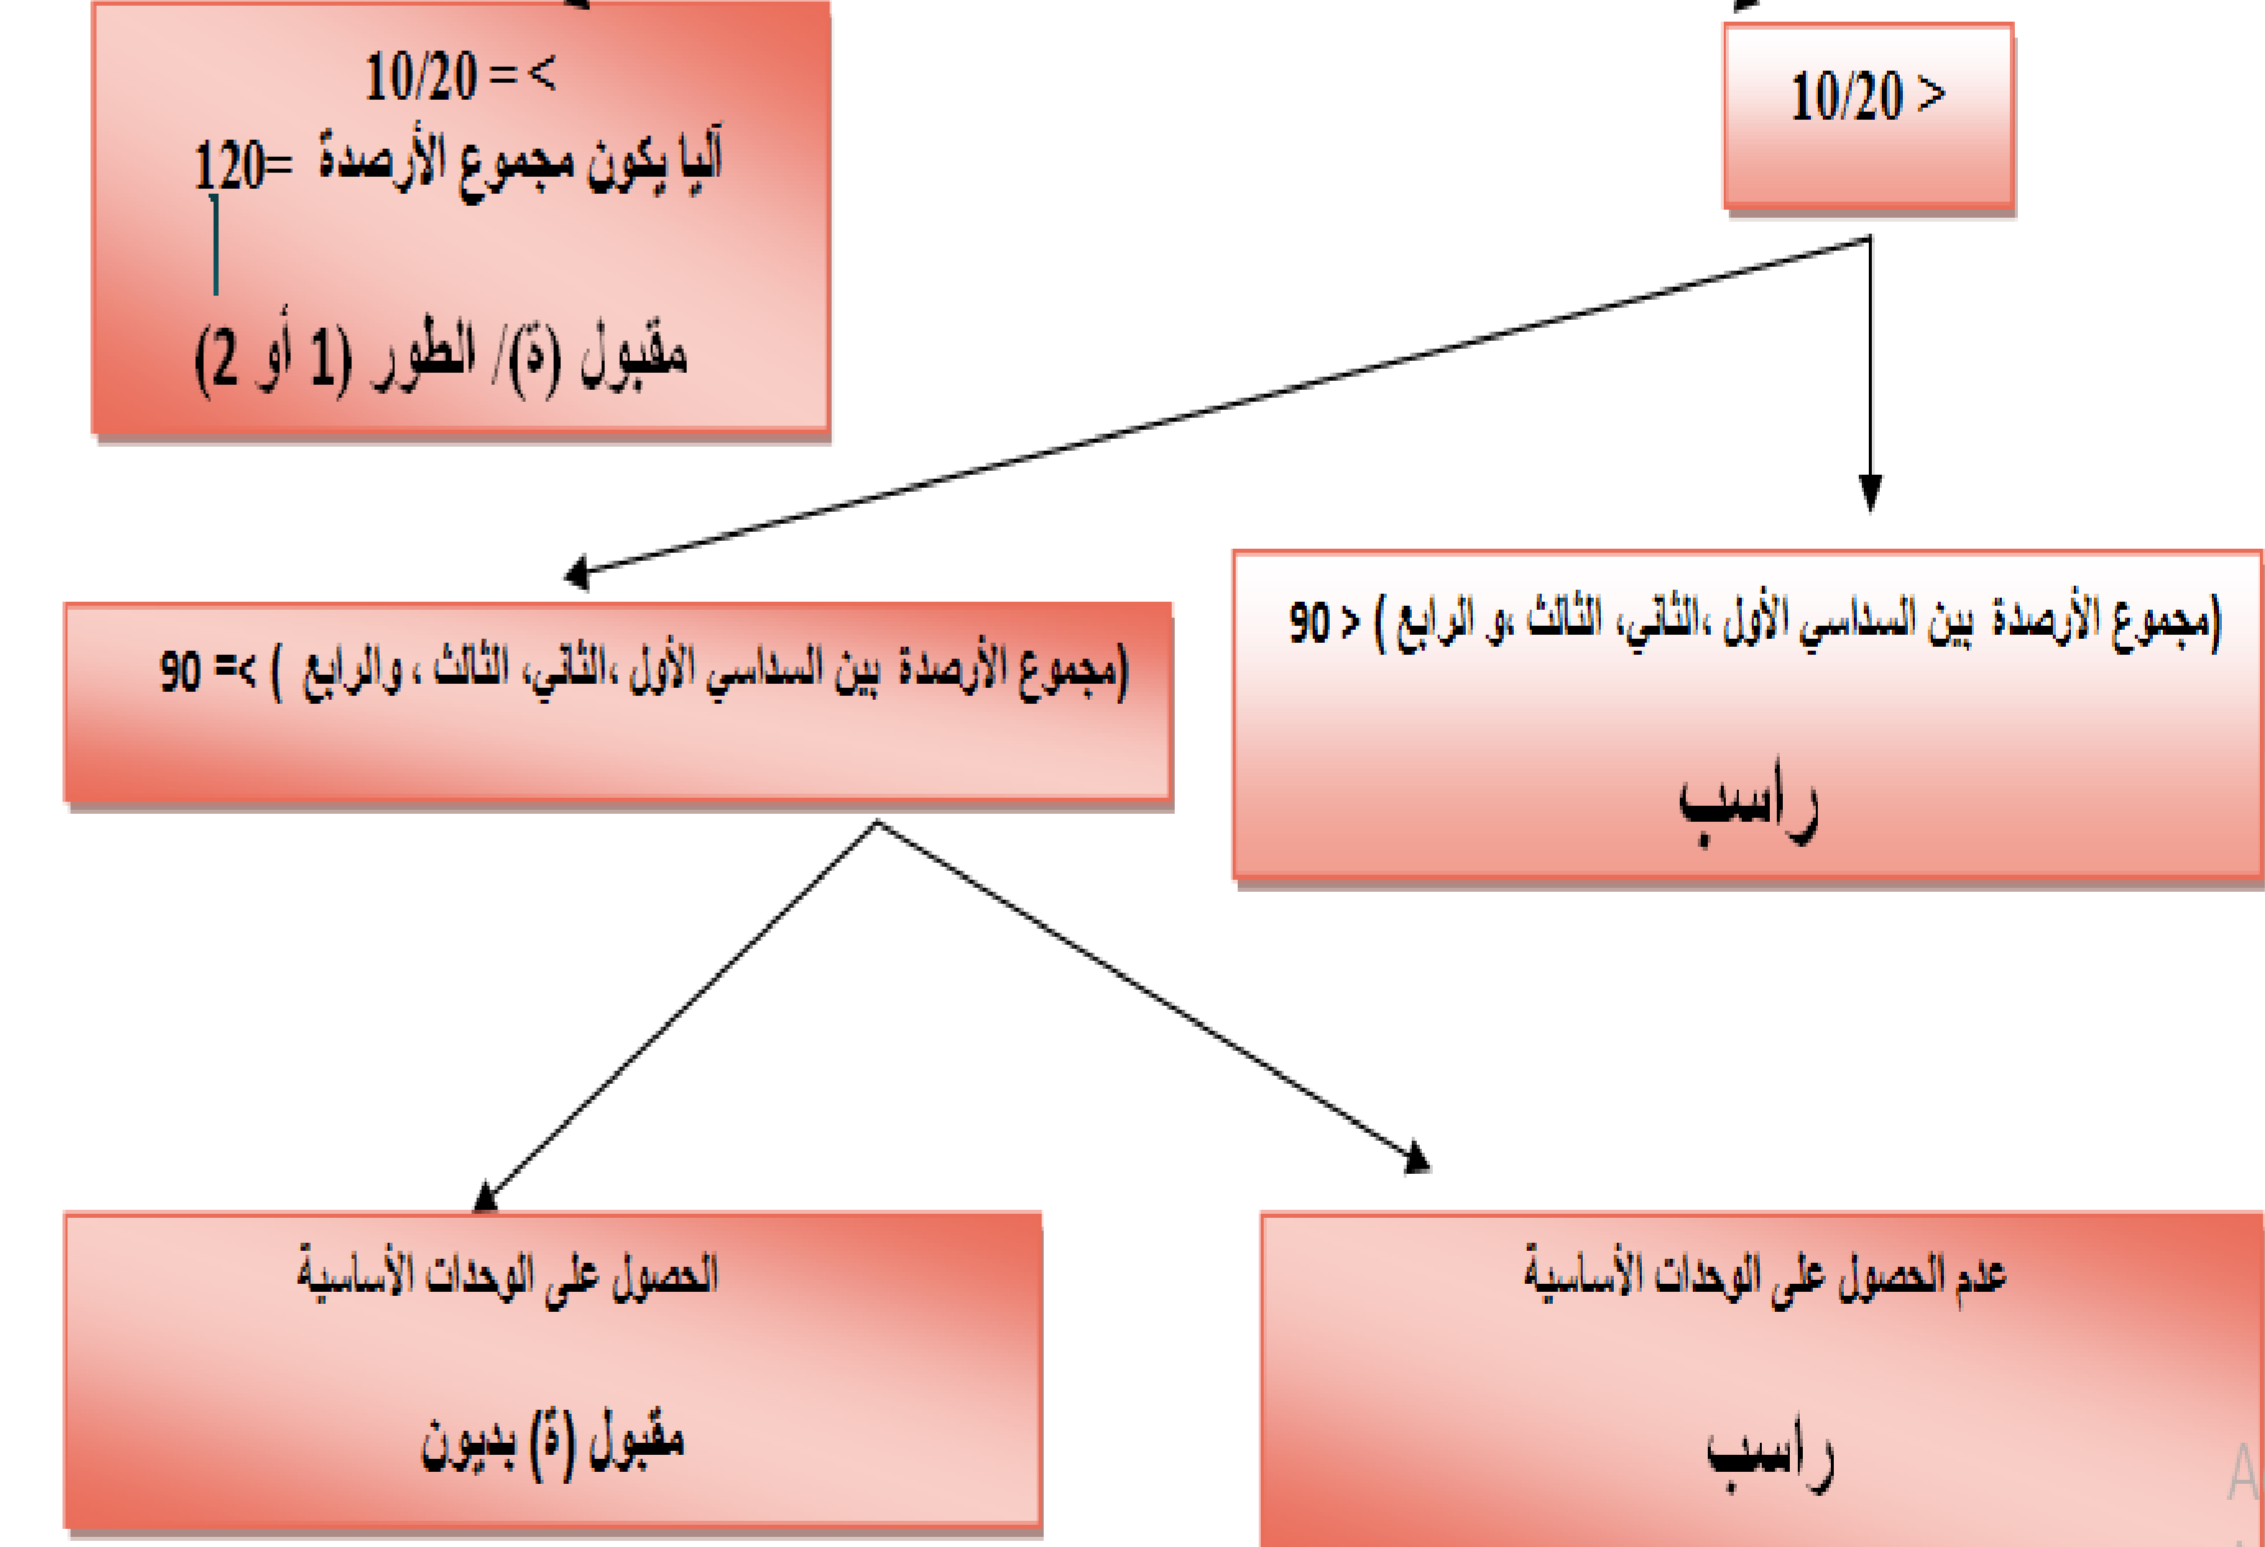 10/20 >
10/20 = <
آليا يكون مجموع الأرصدة =120
مقبول (ة)/ الطور (1 أو 2)
(مجموع الأرصدة بين السداسي الأول ،الثاني، الثالث ،و الرابع ) < 90
راسب
(مجموع الأرصدة بين السداسي الأول ،الثاني، الثالث ، والرابع ) >= 90
عدم الحصول على الوحدات الأساسية
راسب
الحصول على الوحدات الأساسية
مقبول (ة) بديون